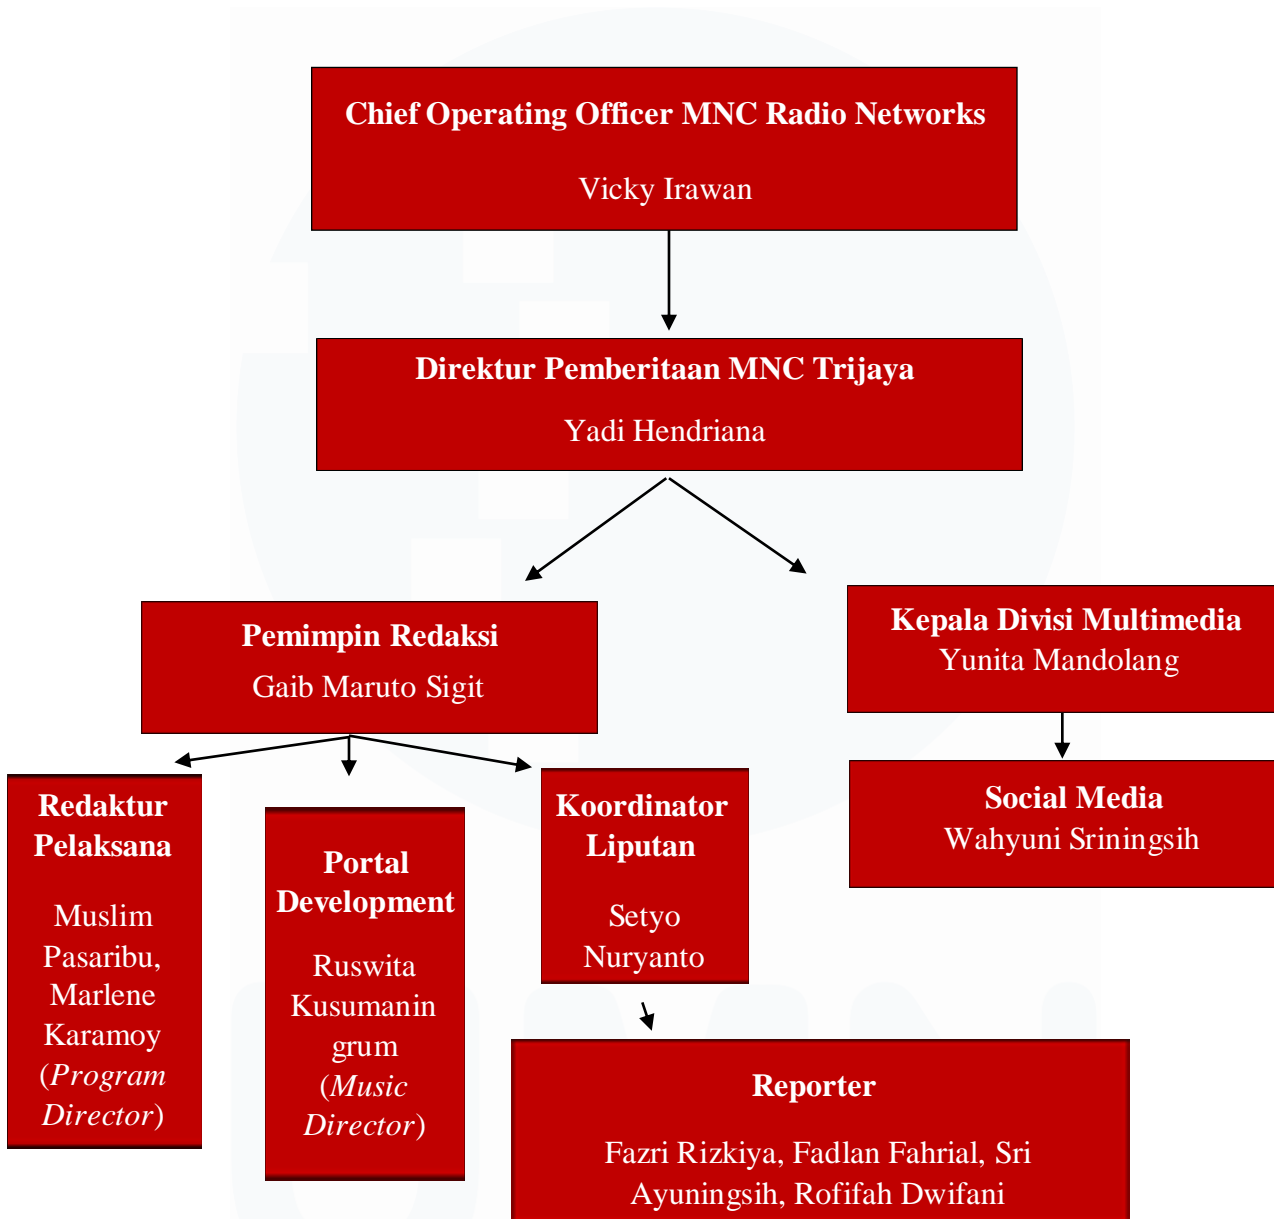 Chief Operating Officer MNC Radio Networks
Vicky Irawan
Direktur Pemberitaan MNC Trijaya
Yadi Hendriana
Pemimpin Redaksi
Gaib Maruto Sigit
Kepala Divisi Multimedia
Yunita Mandolang
Redaktur
Pelaksana
Muslim
Pasaribu,
Marlene
Karamoy
(Program
Director)
Portal
Development
Ruswita
Kusumanin
grum
(Music
Director)
Koordinator
Liputan
Setyo
Nuryanto
Social Media
Wahyuni Sriningsih
Reporter
Fazri Rizkiya, Fadlan Fahrial, Sri
Ayuningsih, Rofifah Dwifani